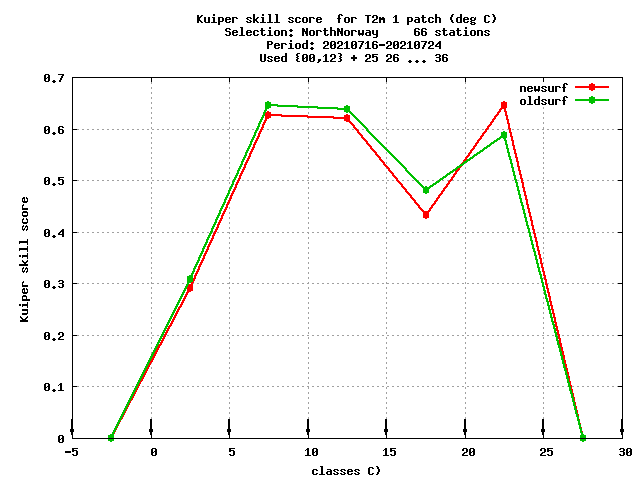 Kuiper skill score  for T2m 1 patch (deg C)
Selection: NorthNorway     66 stations
Period: 20210716-20210724
Used {00,12} + 25 26 ... 36
newsurf
oldsurf
0.7
0.6
0.5
0.4
0.3
0.2
0.1
0
Kuiper skill score
-5 0 5 10 15 20 25 30
classes C)